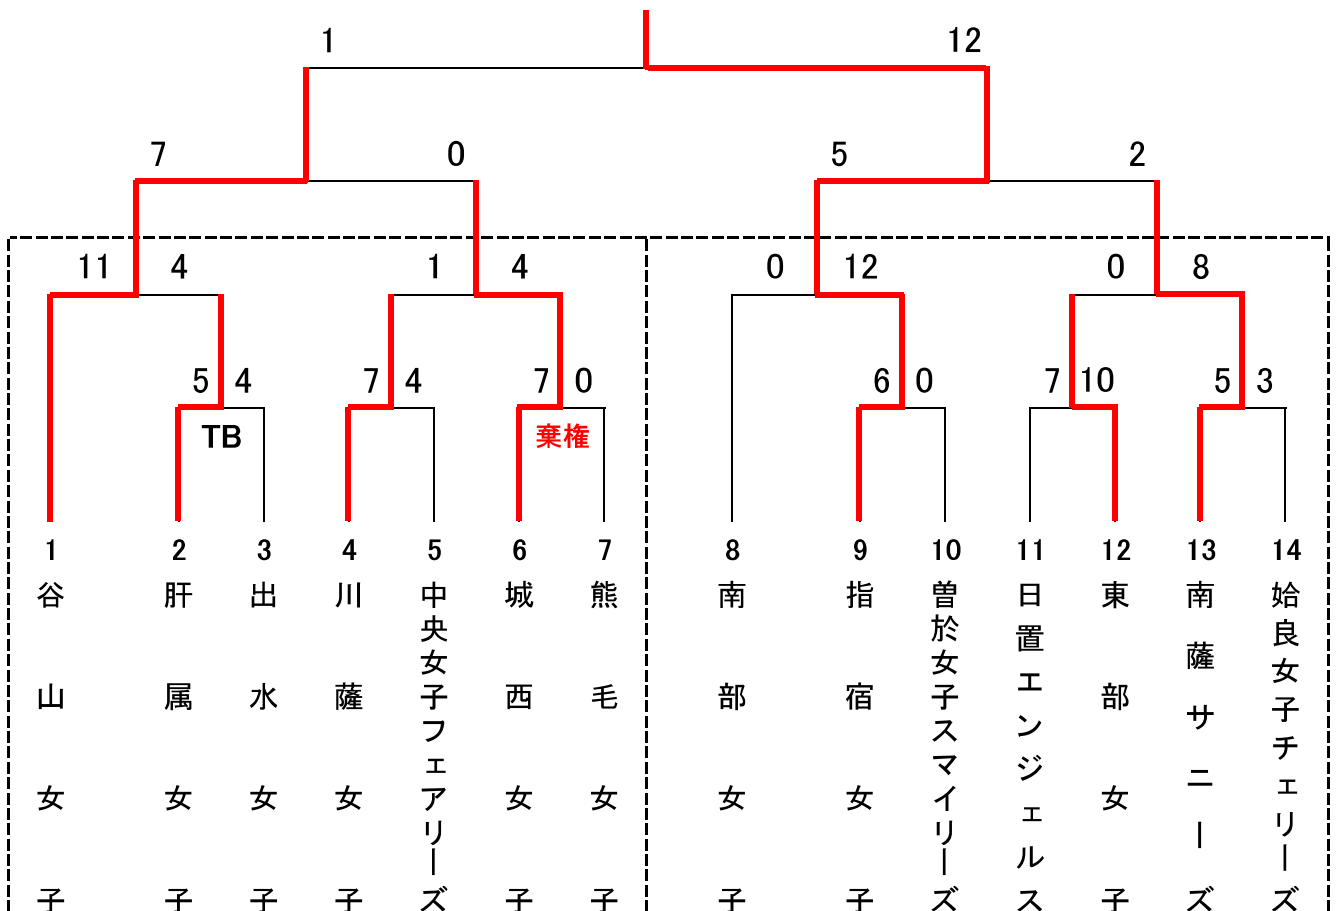 1 12
7 0 5 2
11 4 1 4 0 12 0 8
5 4 7 4 7 0 6 0 7 10 5 3
TB 棄権
1 2 3 4 5 6 7 8 9 10 11 12 13 14
谷山女子
肝属女子
出水女子
川薩女子
中央女子フェアリーズ
城西女子
熊毛女子
南部女子
指宿女子
曽於女子スマイリーズ
日置エンジェルス
東部女子
南薩サニーズ
姶良女子チェリーズ